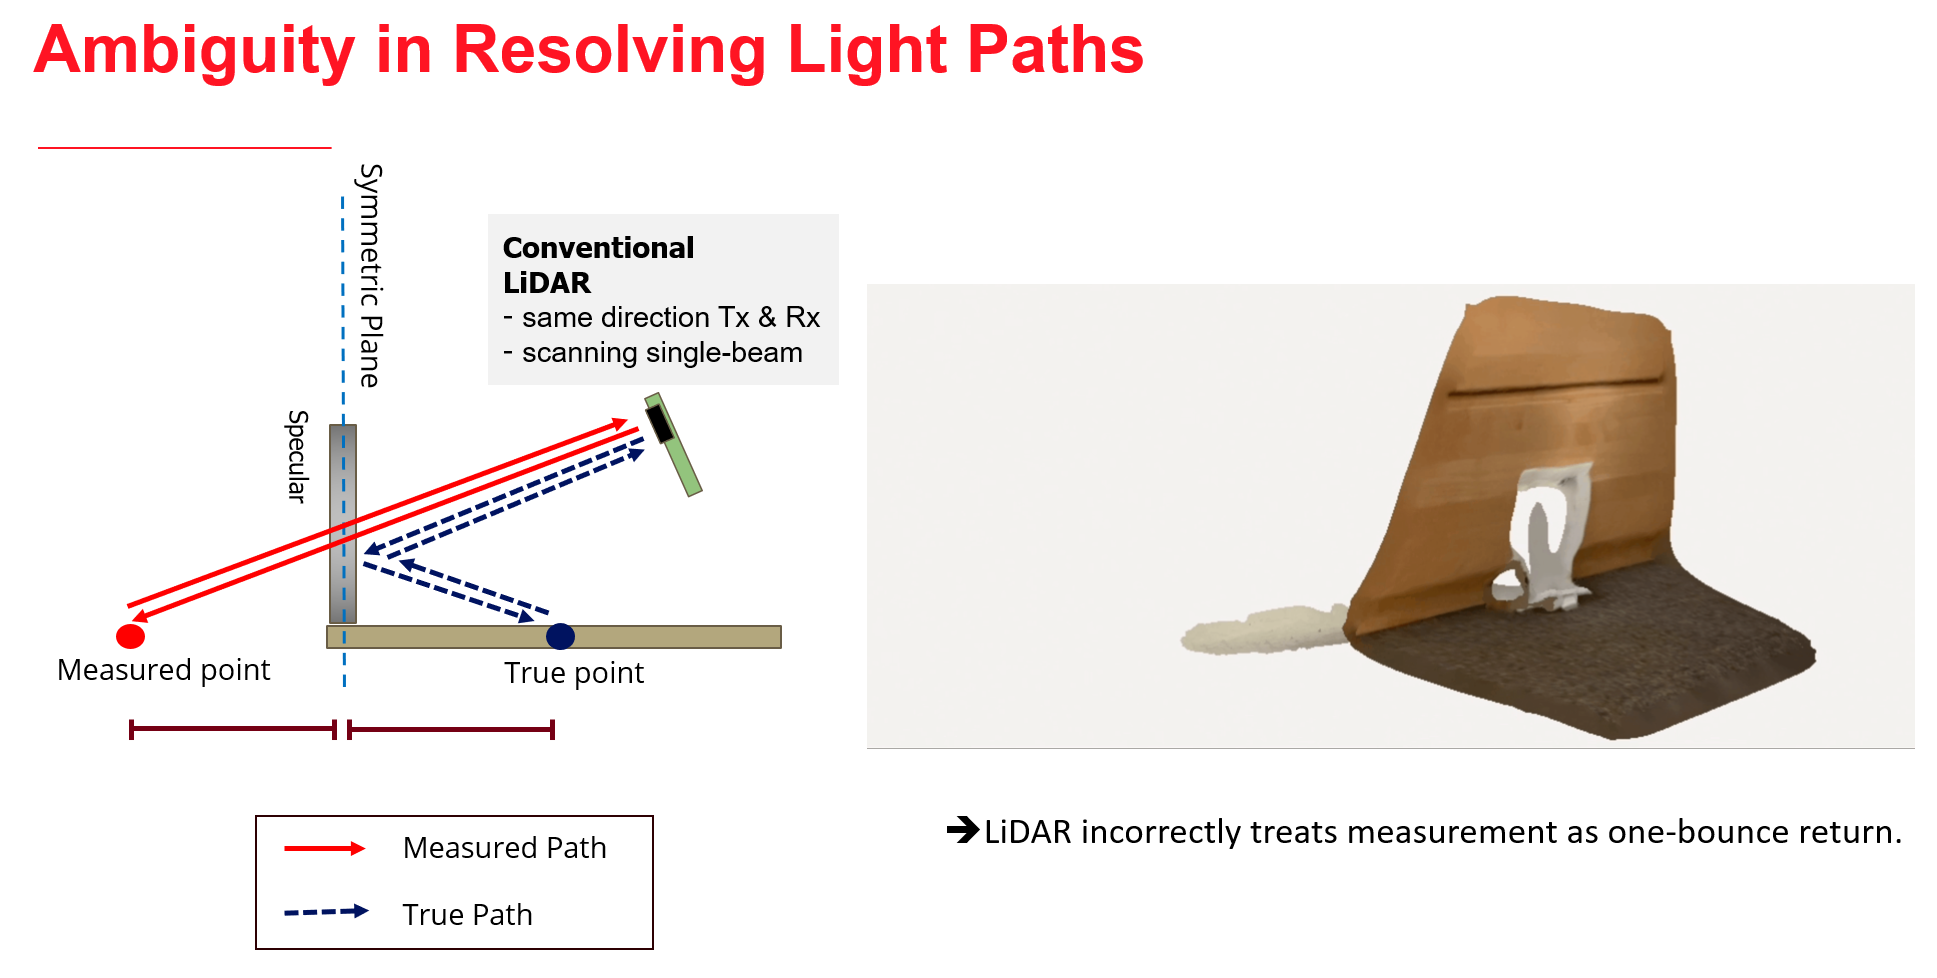 Ambiguity in Resolving Light Paths
Symmetric Plane
Conventional
LiDAR
- same direction Tx & Rx
- scanning single-beam
Specular
Measured point
True point
Measured Path
True Path
➔LiDAR incorrectly treats measurement as one-bounce return.